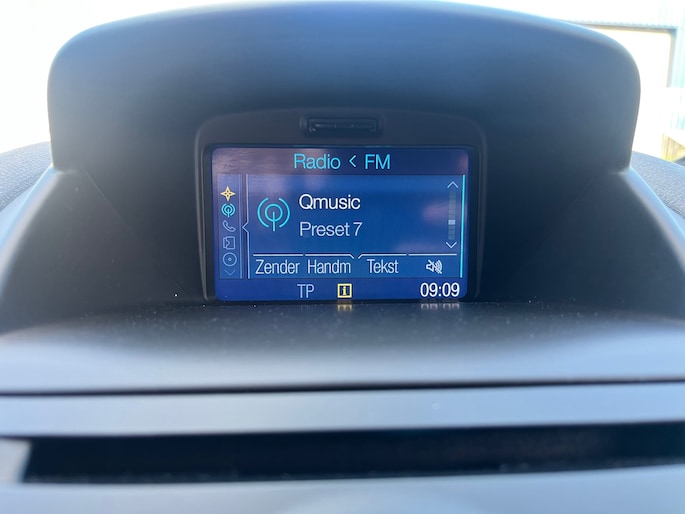 Radio < FM
Qmusic
Preset 7
Zender Handm Tekst
TP i 09:09